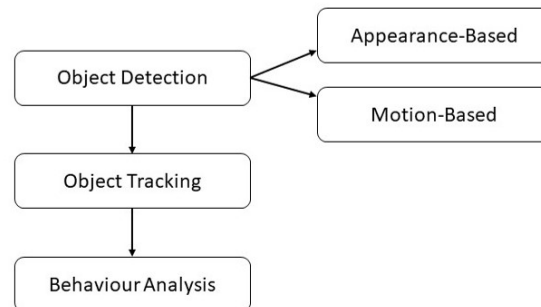 Appearance-Based
Object Detection
Motion-Based
Object Tracking
Behaviour Analysis